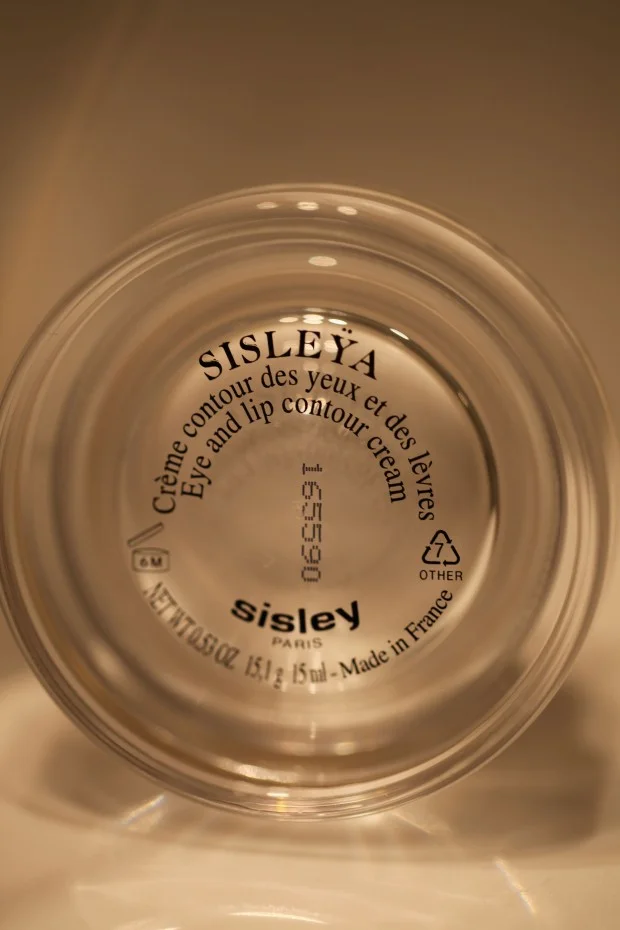 SISLEŸA
Crème contour des yeux et des lèvres
Eye and lip contour cream
165590
6M
7
OTHER
sisley
PARIS
NET WT 0.53 OZ 15,1 g 15 ml - Made in France